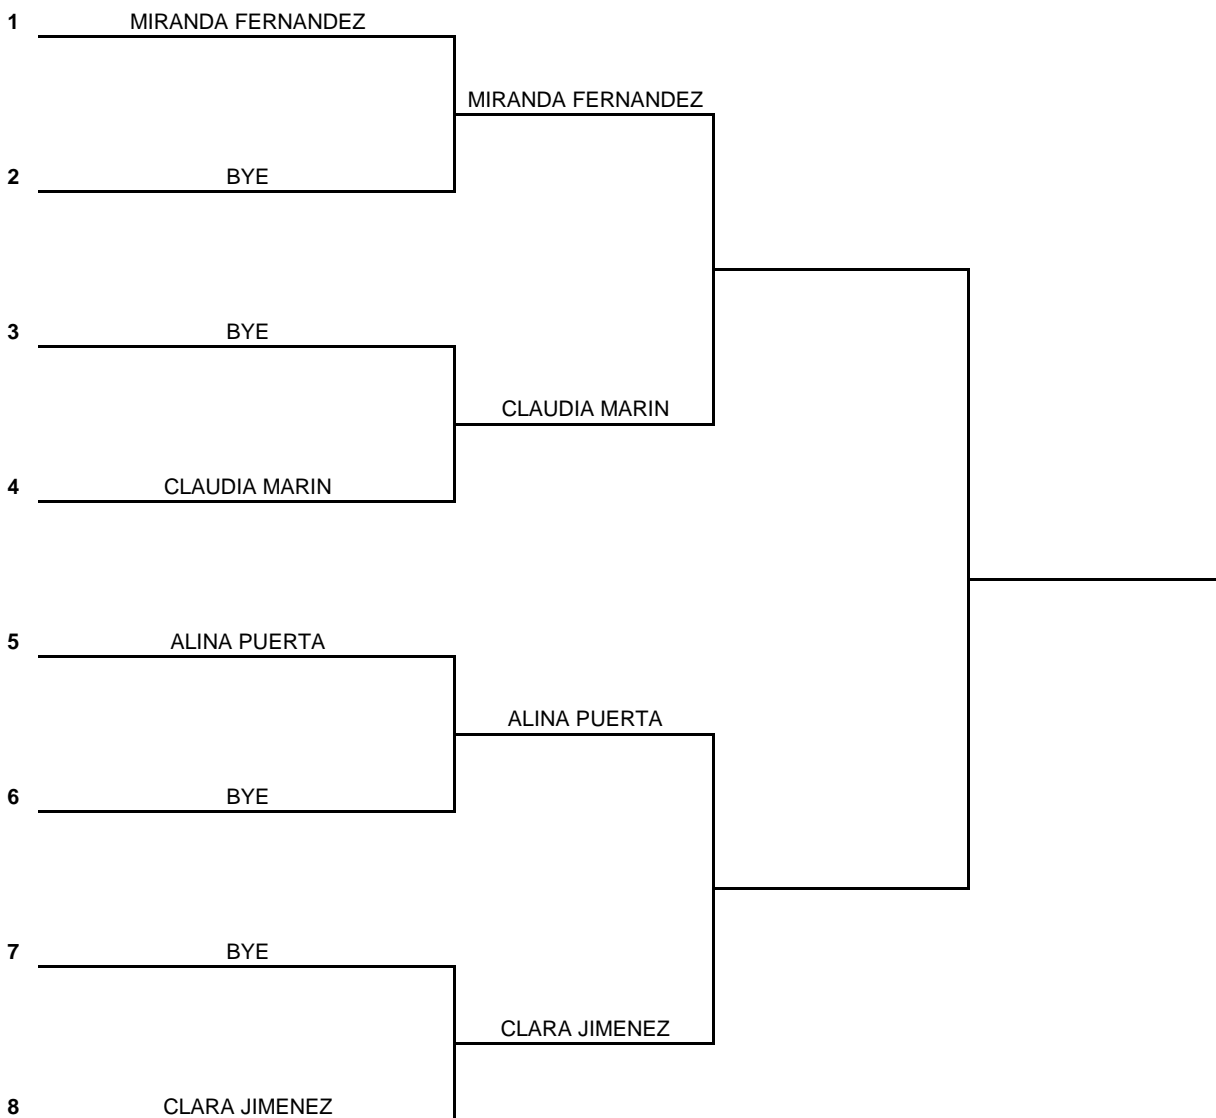 1 MIRANDA FERNANDEZ
MIRANDA FERNANDEZ
2 BYE
3 BYE
CLAUDIA MARIN
4 CLAUDIA MARIN
5 ALINA PUERTA
ALINA PUERTA
6 BYE
7 BYE
CLARA JIMENEZ
8 CLARA JIMENEZ